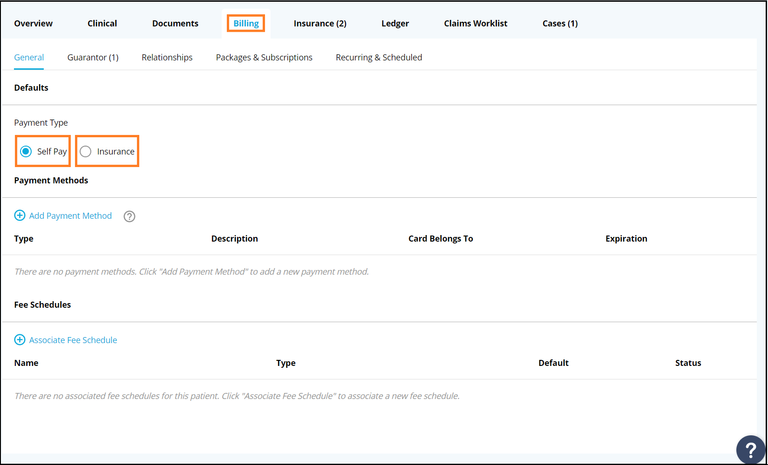 Overview Clinical Documents Billing Insurance (2) Ledger Claims Worklist Cases (1)
General Guarantor (1) Relationships Packages & Subscriptions Recurring & Scheduled
Defaults
Payment Type
Self Pay Insurance
Payment Methods
Add Payment Method ?
Type Description Card Belongs To Expiration
There are no payment methods. Click "Add Payment Method" to add a new payment method.
Fee Schedules
Associate Fee Schedule
Name Type Default Status
There are no associated fee schedules for this patient. Click "Associate Fee Schedule" to associate a new fee schedule.
?